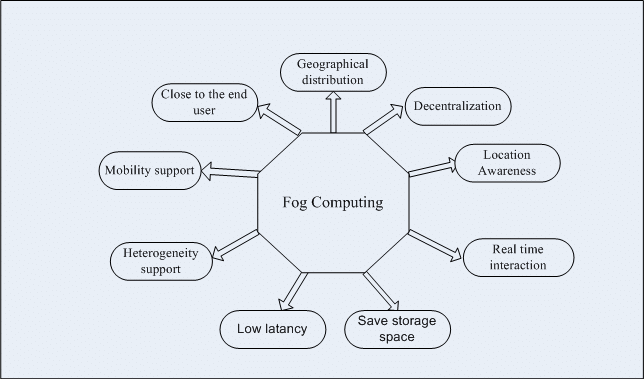 Geographical
distribution
Close to the end
user
Decentralization
Mobility support
Location
Awareness
Fog Computing
Heterogeneity
support
Real time
interaction
Low latancy
Save storage
space